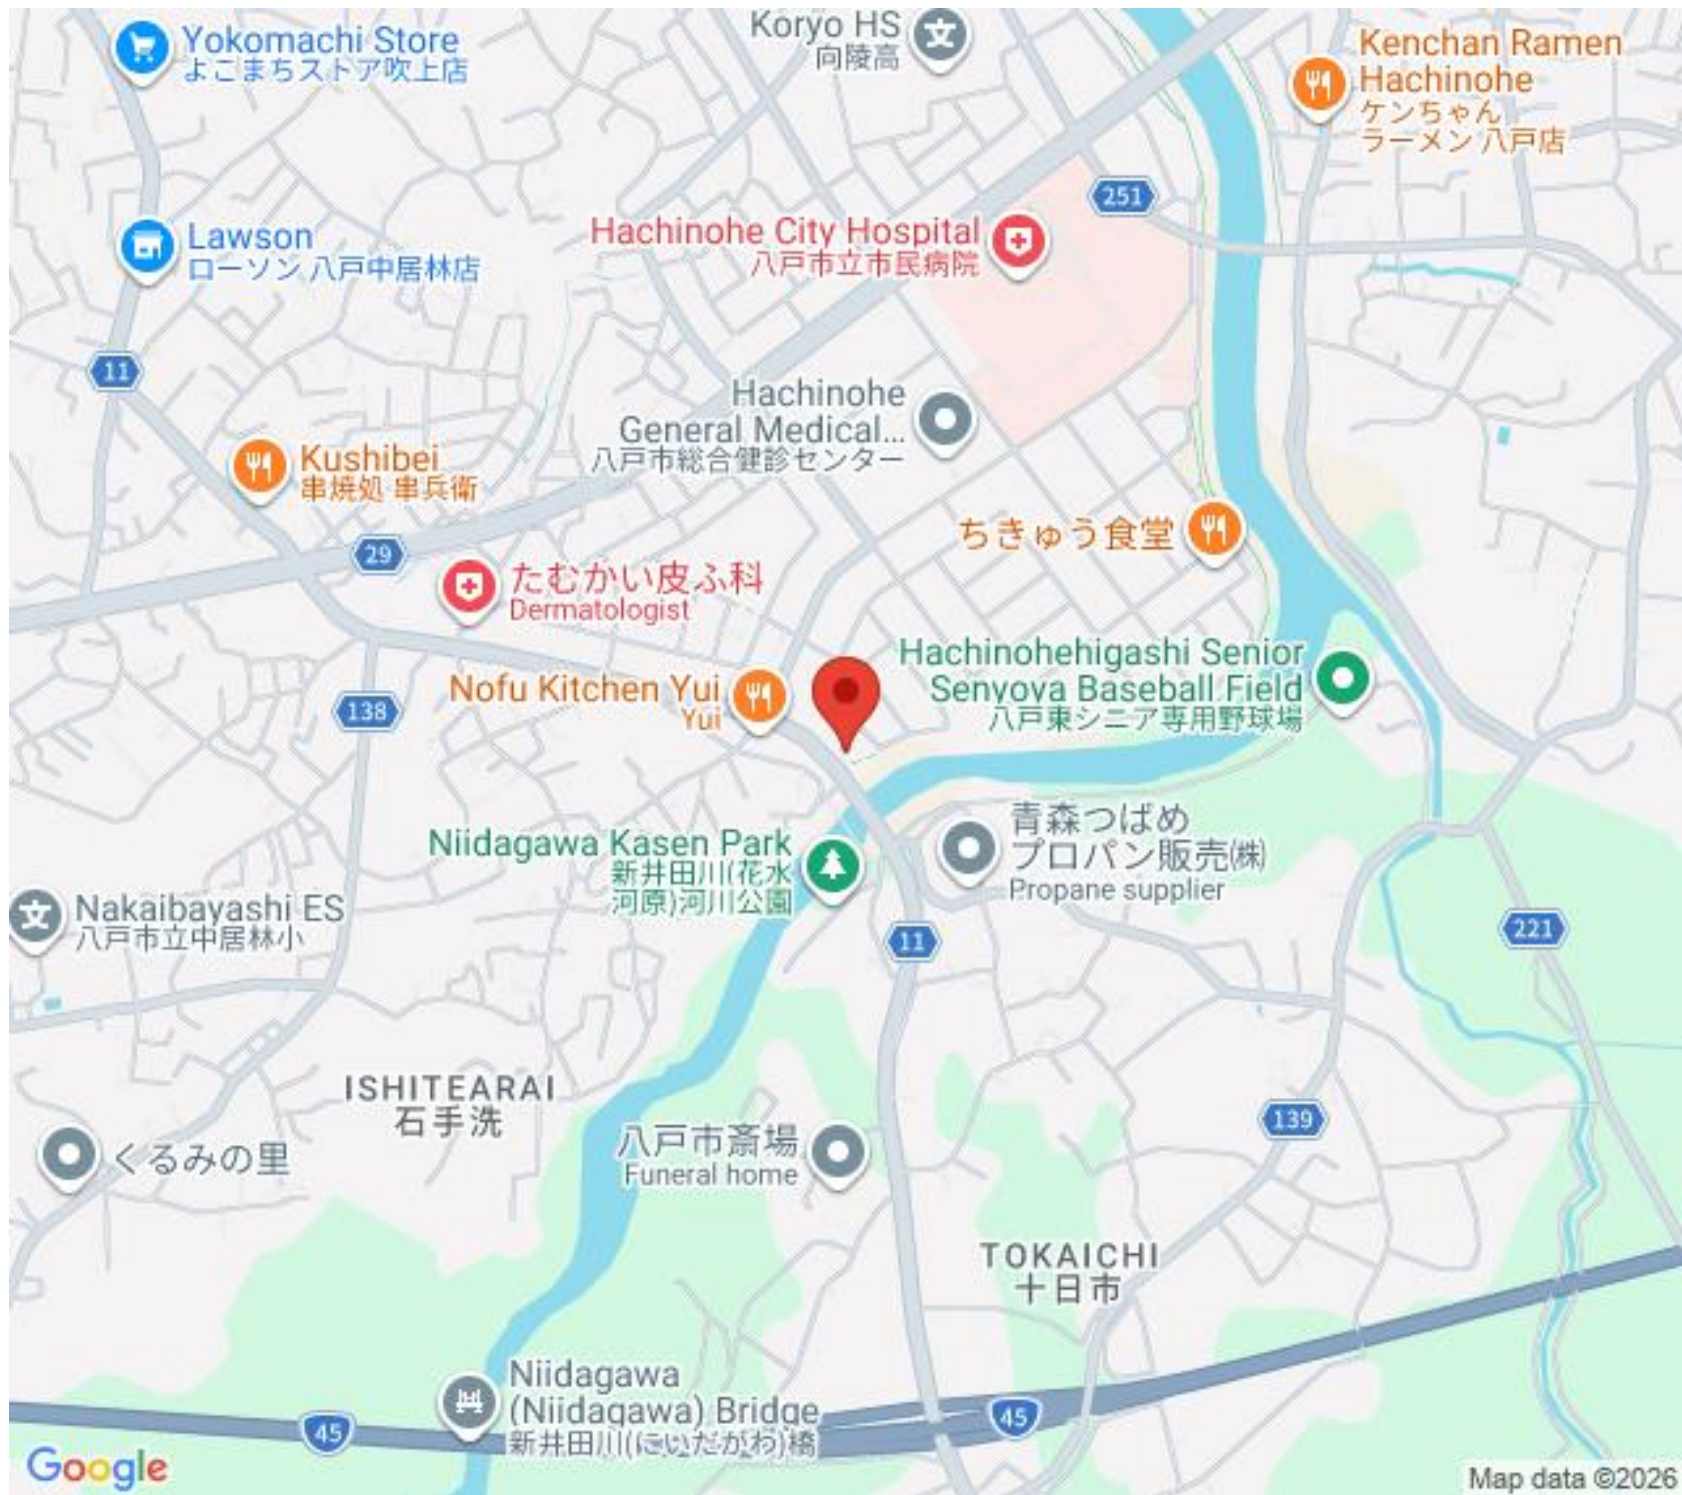 Koryo HS
向陵高
Yokomachi Store
よこまちストア吹上店
Kenchan Ramen
Hachinohe
ケンちゃん
ラーメン 八戸店
251
Lawson
ローソン 八戸中居林店
Hachinohe City Hospital
八戸市立市民病院
11
Hachinohe
General Medical...
八戸市総合健診センター
Kushibei
串焼処 串兵衛
ちきゅう食堂
29
たむかい皮ふ科
Dermatologist
Hachinohehigashi Senior
Senyova Baseball Field
八戸東シニア専用野球場
Nofu Kitchen Yui
Yui
138
青森つばめ
プロパン販売㈱
Propane supplier
Niidagawa Kasen Park
新井田川(花水
河原)河川公園
Nakaibayashi ES
八戸市立中居林小
11
221
ISHITEARAI
石手洗
139
八戸市斎場
Funeral home
くるみの里
TOKAICHI
十日市
Niidagawa
(Niidagawa) Bridge
新井田川(にいだがわ)橋
45
45
Google
Map data ©2026